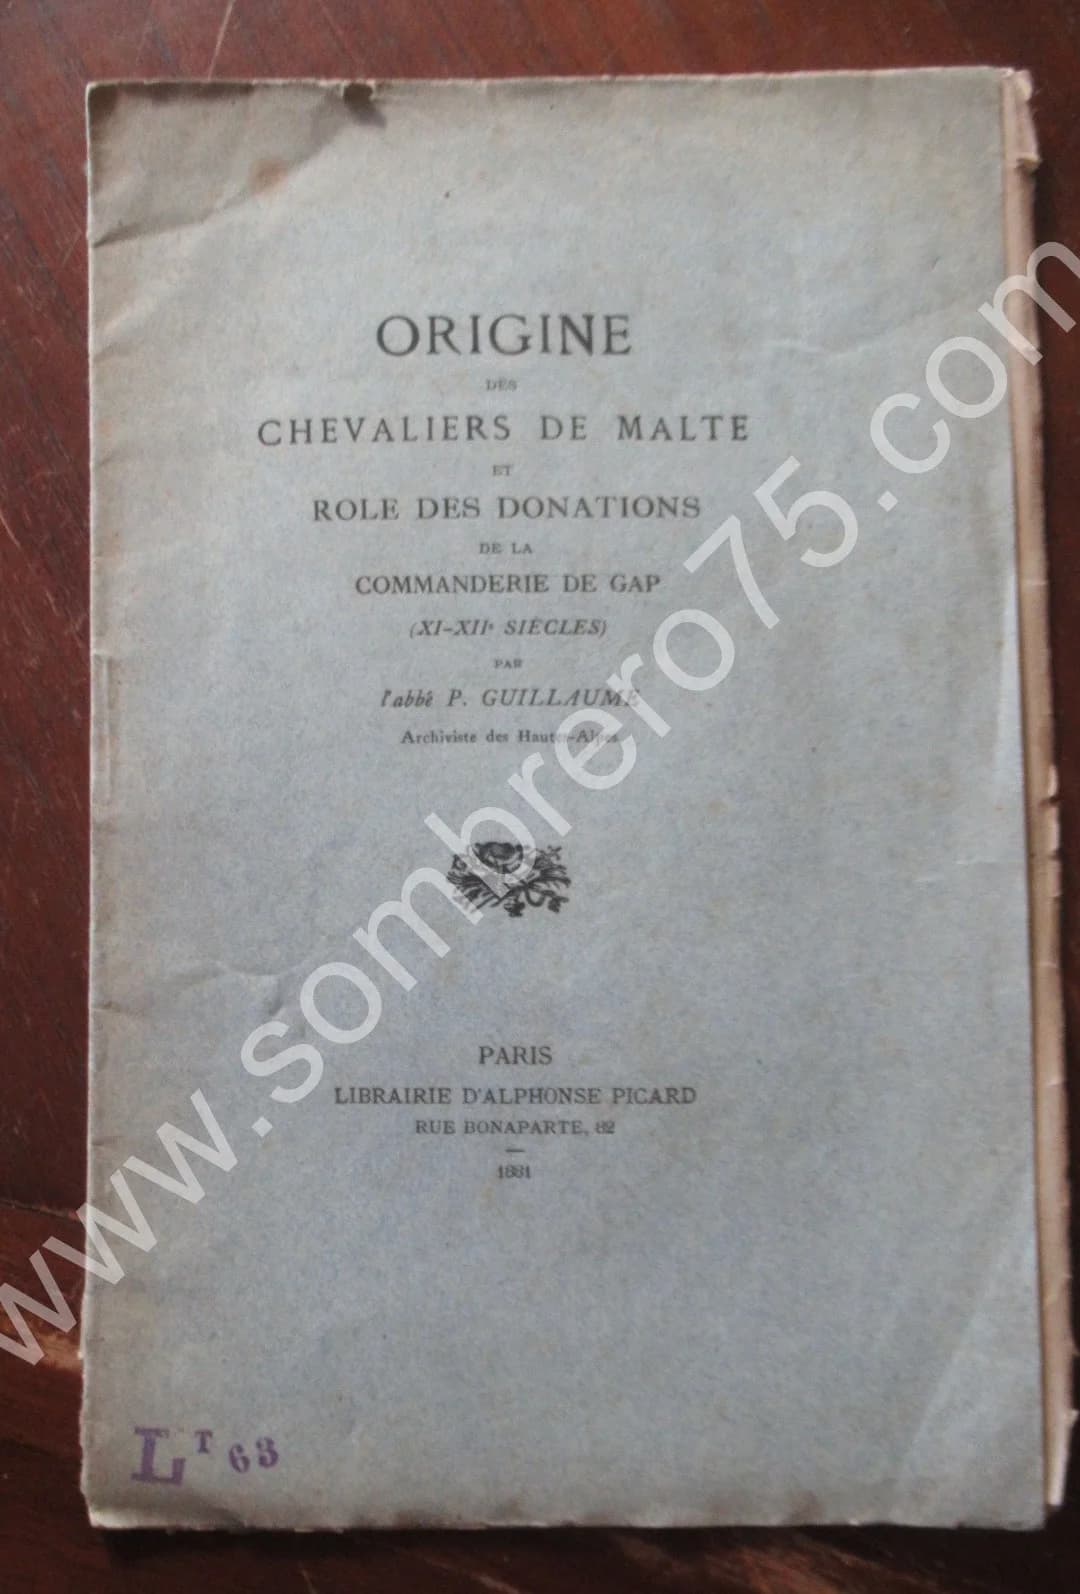 ORIGINE
DES
CHEVALIERS DE MALTE
ET
ROLE DES DONATIONS
DE LA
COMMANDERIE DE GAP
(XI-XIIe SIÈCLES)
PAR
l'abbé P. GUILLAUME
Archiviste des Hautes-Alpes
PARIS
LIBRAIRIE D'ALPHONSE PICARD
RUE BONAPARTE, 82
1881
LT 63
www.sombrero75.com